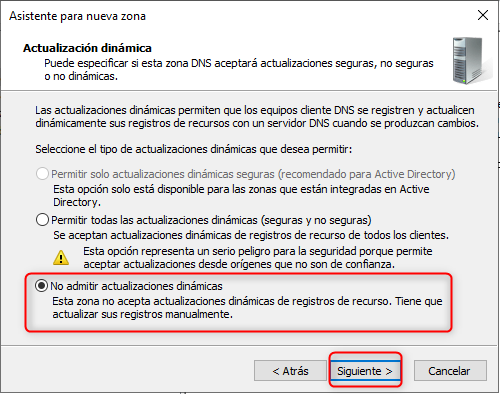 Asistente para nueva zona
Actualización dinámica
Puede especificar si esta zona DNS aceptará actualizaciones seguras, no seguras
o no dinámicas.
Las actualizaciones dinámicas permiten que los equipos cliente DNS se registren y actualicen
dinámicamente sus registros de recursos con un servidor DNS cuando se produzcan cambios.
Seleccione el tipo de actualizaciones dinámicas que desea permitir:
Permitir solo actualizaciones dinámicas seguras (recomendado para Active Directory)
Esta opción solo está disponible para las zonas que están integradas en Active
Directory.
Permitir todas las actualizaciones dinámicas (seguras y no seguras)
Se aceptan actualizaciones dinámicas de registros de recurso de todos los clientes.
Esta opción representa un serio peligro para la seguridad porque permite
aceptar actualizaciones desde orígenes que no son de confianza.
No admitir actualizaciones dinámicas
Esta zona no acepta actualizaciones dinámicas de registros de recurso. Tiene que
actualizar sus registros manualmente.
< Atrás
Siguiente >
Cancelar